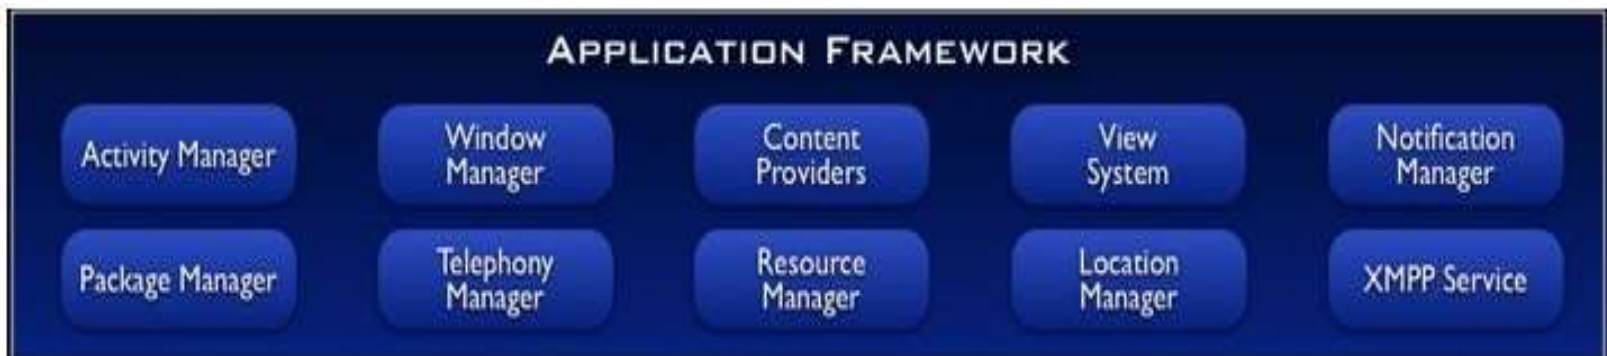 APPLICATION FRAMEWORK
Activity Manager
Window
Manager
Content
Providers
View
System
Notification
Manager
Package Manager
Telephony
Manager
Resource
Manager
Location
Manager
XMPP Service